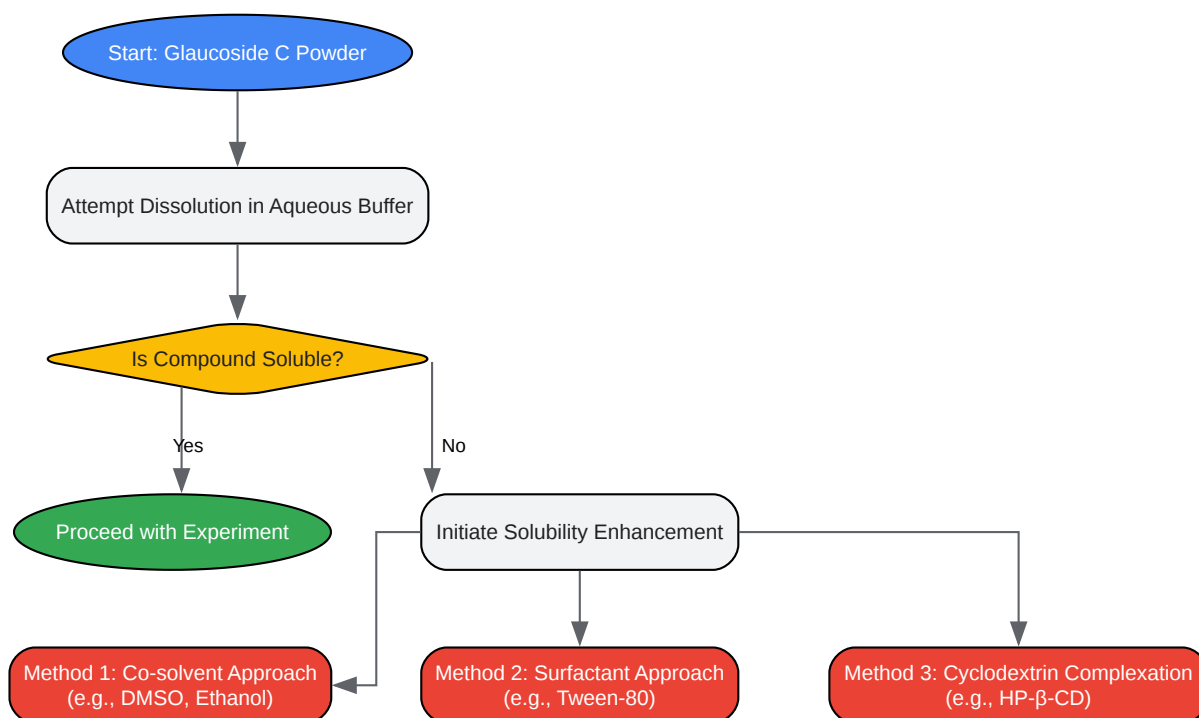 Start: Glaucoside C Powder
Attempt Dissolution in Aqueous Buffer
Is Compound Soluble?
Yes
No
Proceed with Experiment
Initiate Solubility Enhancement
Method 1: Co-solvent Approach
(e.g., DMSO, Ethanol)
Method 2: Surfactant Approach
(e.g., Tween-80)
Method 3: Cyclodextrin Complexation
(e.g., HP-β-CD)